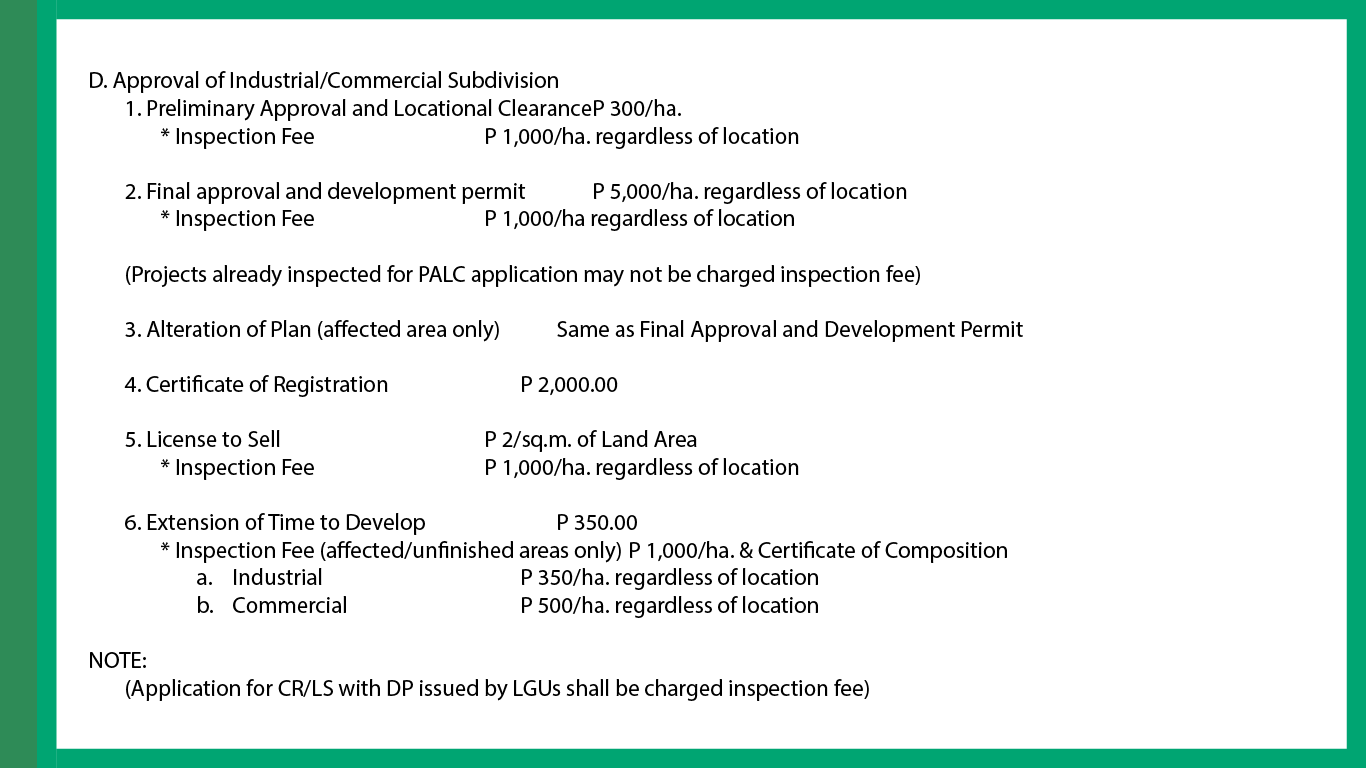 D. Approval of Industrial/Commercial Subdivision
1. Preliminary Approval and Locational ClearanceP 300/ha.
* Inspection Fee P 1,000/ha. regardless of location
2. Final approval and development permit P 5,000/ha. regardless of location
* Inspection Fee P 1,000/ha regardless of location
(Projects already inspected for PALC application may not be charged inspection fee)
3. Alteration of Plan (affected area only) Same as Final Approval and Development Permit
4. Certificate of Registration P 2,000.00
5. License to Sell P 2/sq.m. of Land Area
* Inspection Fee P 1,000/ha. regardless of location
6. Extension of Time to Develop P 350.00
* Inspection Fee (affected/unfinished areas only) P 1,000/ha. & Certificate of Composition
a. Industrial P 350/ha. regardless of location
b. Commercial P 500/ha. regardless of location
NOTE:
(Application for CR/LS with DP issued by LGUs shall be charged inspection fee)